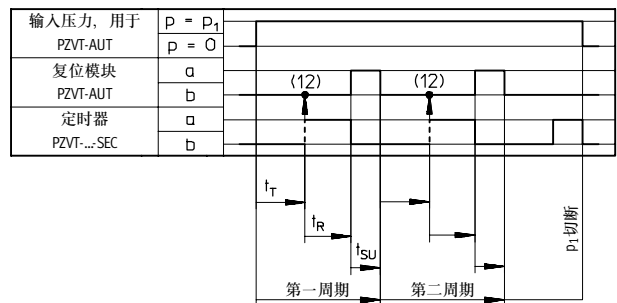 输入压力, 用于 p = p1
PZVT-AUT p = 0
复位模块 a
PZVT-AUT b
(12) (12)
定时器 a
PZVT-...-SEC b
tT
tR
tSU
p1切断
第一周期 第二周期